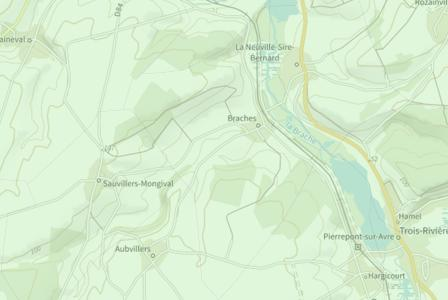 D84
Rozainvil
aineval
La Neuville-Sire-
Bernard
Braches
la Brache
Sauvillers-Mongival
Hamel
Trois-Rivière
Pierrepont-sur-Avre
Aubvillers
Hargicourt